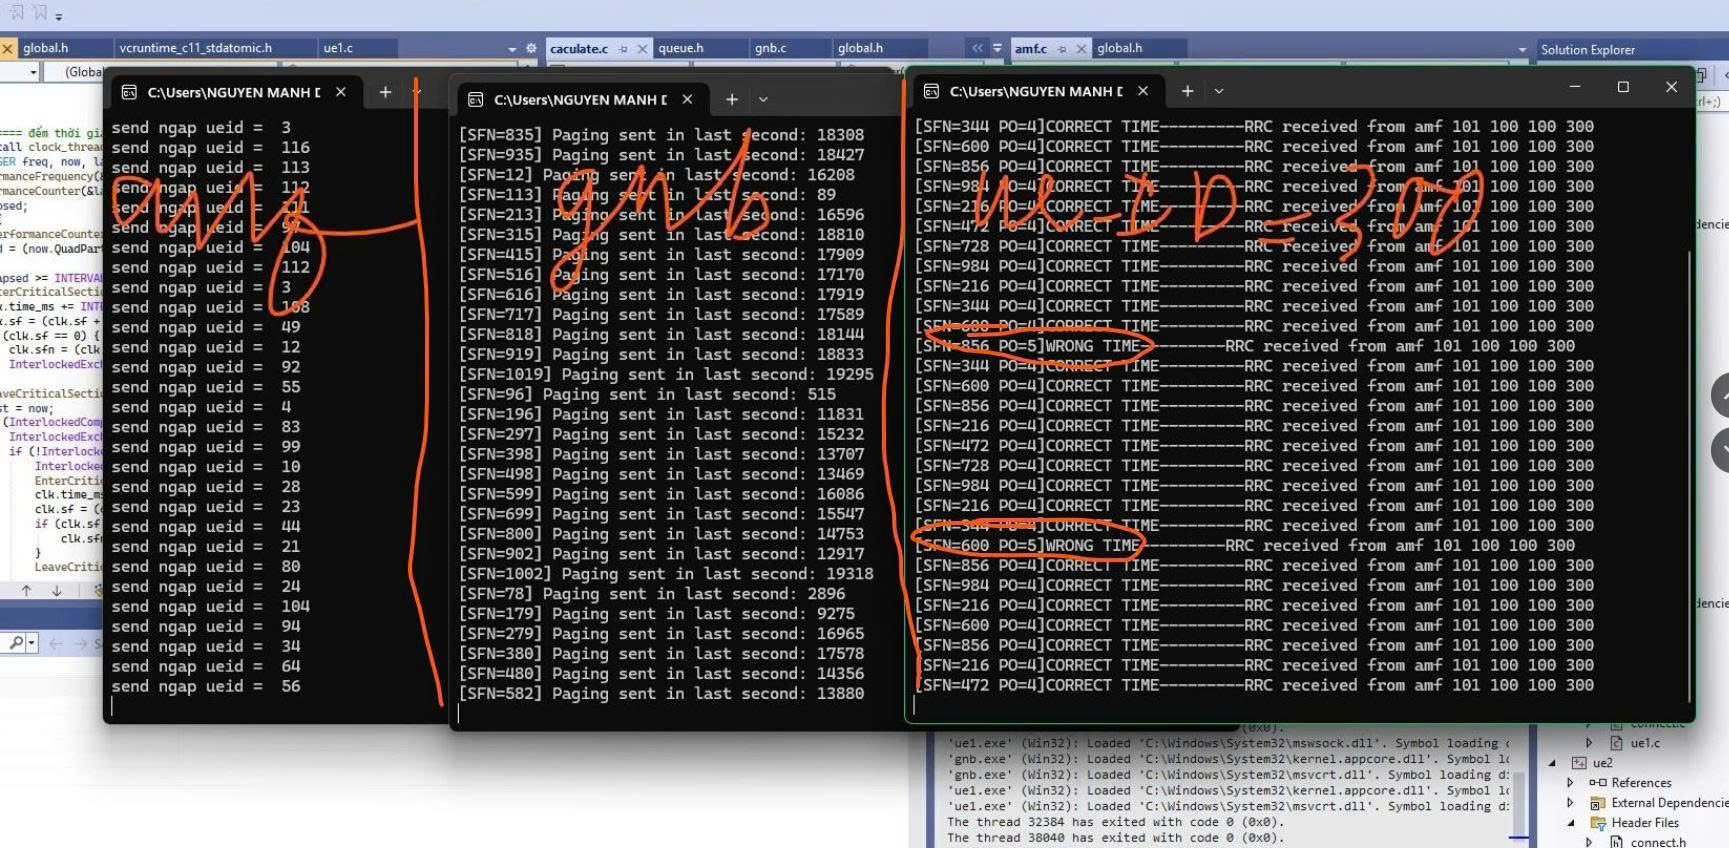 global.h
vcruntime_c11_stdatomic.h
ue1.c
caculate.c
queue.h
gnb.c
global.h
amf.c
global.h
Solution Explorer
(Globa
C:\Users\NGUYEN MANH D
send ngap ueid = 3
send ngap ueid = 116
send ngap ueid = 113
send ngap ueid = 112
send ngap ueid = 111
send ngap ueid = 97
send ngap ueid = 104
send ngap ueid = 112
send ngap ueid = 3
send ngap ueid = 108
send ngap ueid = 49
send ngap ueid = 12
send ngap ueid = 92
send ngap ueid = 55
send ngap ueid = 4
send ngap ueid = 83
send ngap ueid = 99
send ngap ueid = 10
send ngap ueid = 28
send ngap ueid = 23
send ngap ueid = 44
send ngap ueid = 21
send ngap ueid = 80
send ngap ueid = 24
send ngap ueid = 104
send ngap ueid = 94
send ngap ueid = 34
send ngap ueid = 64
send ngap ueid = 56
C:\Users\NGUYEN MANH D
[SFN=835] Paging sent in last second: 18308
[SFN=935] Paging sent in last second: 18427
[SFN=12] Paging sent in last second: 16208
[SFN=113] Paging sent in last second: 89
[SFN=213] Paging sent in last second: 16596
[SFN=315] Paging sent in last second: 18810
[SFN=415] Paging sent in last second: 17909
[SFN=516] Paging sent in last second: 17170
[SFN=616] Paging sent in last second: 17919
[SFN=717] Paging sent in last second: 17589
[SFN=818] Paging sent in last second: 18144
[SFN=919] Paging sent in last second: 18833
[SFN=1019] Paging sent in last second: 19295
[SFN=96] Paging sent in last second: 515
[SFN=196] Paging sent in last second: 11831
[SFN=297] Paging sent in last second: 15232
[SFN=398] Paging sent in last second: 13707
[SFN=498] Paging sent in last second: 13469
[SFN=599] Paging sent in last second: 16086
[SFN=699] Paging sent in last second: 15547
[SFN=800] Paging sent in last second: 14753
[SFN=902] Paging sent in last second: 12917
[SFN=1002] Paging sent in last second: 19318
[SFN=78] Paging sent in last second: 2896
[SFN=179] Paging sent in last second: 9275
[SFN=279] Paging sent in last second: 16965
[SFN=380] Paging sent in last second: 17578
[SFN=480] Paging sent in last second: 14356
[SFN=582] Paging sent in last second: 13880
gnb
C:\Users\NGUYEN MANH D
[SFN=344 PO=4]CORRECT TIME---------RRC received from amf 101 100 100 300
[SFN=600 PO=4]CORRECT TIME---------RRC received from amf 101 100 100 300
[SFN=856 PO=4]CORRECT TIME---------RRC received from amf 101 100 100 300
[SFN=984 PO=4]CORRECT TIME---------RRC received from amf 101 100 100 300
[SFN=216 PO=4]CORRECT TIME---------RRC received from amf 101 100 100 300
[SFN=472 PO=4]CORRECT TIME---------RRC received from amf 101 100 100 300
[SFN=728 PO=4]CORRECT TIME---------RRC received from amf 101 100 100 300
[SFN=984 PO=4]CORRECT TIME---------RRC received from amf 101 100 100 300
[SFN=216 PO=4]CORRECT TIME---------RRC received from amf 101 100 100 300
[SFN=344 PO=4]CORRECT TIME---------RRC received from amf 101 100 100 300
[SFN=600 PO=4]CORRECT TIME---------RRC received from amf 101 100 100 300
[SFN=856 PO=5]WRONG TIME---------RRC received from amf 101 100 100 300
[SFN=344 PO=4]CORRECT TIME---------RRC received from amf 101 100 100 300
[SFN=600 PO=4]CORRECT TIME---------RRC received from amf 101 100 100 300
[SFN=856 PO=4]CORRECT TIME---------RRC received from amf 101 100 100 300
[SFN=216 PO=4]CORRECT TIME---------RRC received from amf 101 100 100 300
[SFN=472 PO=4]CORRECT TIME---------RRC received from amf 101 100 100 300
[SFN=728 PO=4]CORRECT TIME---------RRC received from amf 101 100 100 300
[SFN=984 PO=4]CORRECT TIME---------RRC received from amf 101 100 100 300
[SFN=216 PO=4]CORRECT TIME---------RRC received from amf 101 100 100 300
[SFN=344 PO=4]CORRECT TIME---------RRC received from amf 101 100 100 300
[SFN=600 PO=5]WRONG TIME---------RRC received from amf 101 100 100 300
[SFN=856 PO=4]CORRECT TIME---------RRC received from amf 101 100 100 300
[SFN=984 PO=4]CORRECT TIME---------RRC received from amf 101 100 100 300
[SFN=216 PO=4]CORRECT TIME---------RRC received from amf 101 100 100 300
[SFN=600 PO=4]CORRECT TIME---------RRC received from amf 101 100 100 300
[SFN=856 PO=4]CORRECT TIME---------RRC received from amf 101 100 100 300
[SFN=216 PO=4]CORRECT TIME---------RRC received from amf 101 100 100 300
[SFN=472 PO=4]CORRECT TIME---------RRC received from amf 101 100 100 300
ue-ID=300
'ue1.exe' (Win32): Loaded 'C:\Windows\System32\mswsock.dll'. Symbol loading
'gnb.exe' (Win32): Loaded 'C:\Windows\System32\kernel.appcore.dll'. Symbol
'gnb.exe' (Win32): Loaded 'C:\Windows\System32\msvcrt.dll'. Symbol loading
'ue1.exe' (Win32): Loaded 'C:\Windows\System32\kernel.appcore.dll'. Symbol
'ue1.exe' (Win32): Loaded 'C:\Windows\System32\msvcrt.dll'. Symbol loading
The thread 32384 has exited with code 0 (0x0).
The thread 38040 has exited with code 0 (0x0).
ue1.c
ue2
References
External Dependencie
Header Files
connect.h